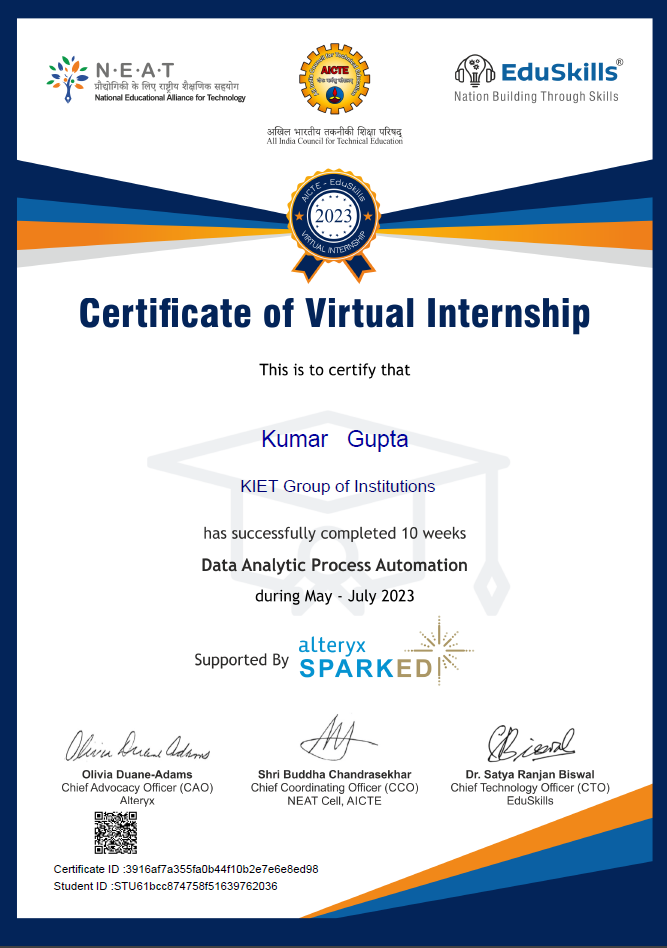 N·E·A·T
प्रौद्योगिकी के लिए राष्ट्रीय शैक्षणिक सहयोग
National Educational Alliance for Technology
AICTE
अखिल भारतीय तकनीकी शिक्षा परिषद्
All India Council for Technical Education
EduSkills®
Nation Building Through Skills
AICTE - EduSkills
2023
VIRTUAL INTERNSHIP
Certificate of Virtual Internship
This is to certify that
Kumar Gupta
KIET Group of Institutions
has successfully completed 10 weeks
Data Analytic Process Automation
during May - July 2023
Supported By
alteryx
SPARKED
Olivia Duane Adams
Olivia Duane-Adams
Chief Advocacy Officer (CAO)
Alteryx
Shri Buddha Chandrasekhar
Chief Coordinating Officer (CCO)
NEAT Cell, AICTE
SRBiswal
Dr. Satya Ranjan Biswal
Chief Technology Officer (CTO)
EduSkills
Certificate ID :3916af7a355fa0b44f10b2e7e6e8ed98
Student ID :STU61bcc874758f51639762036